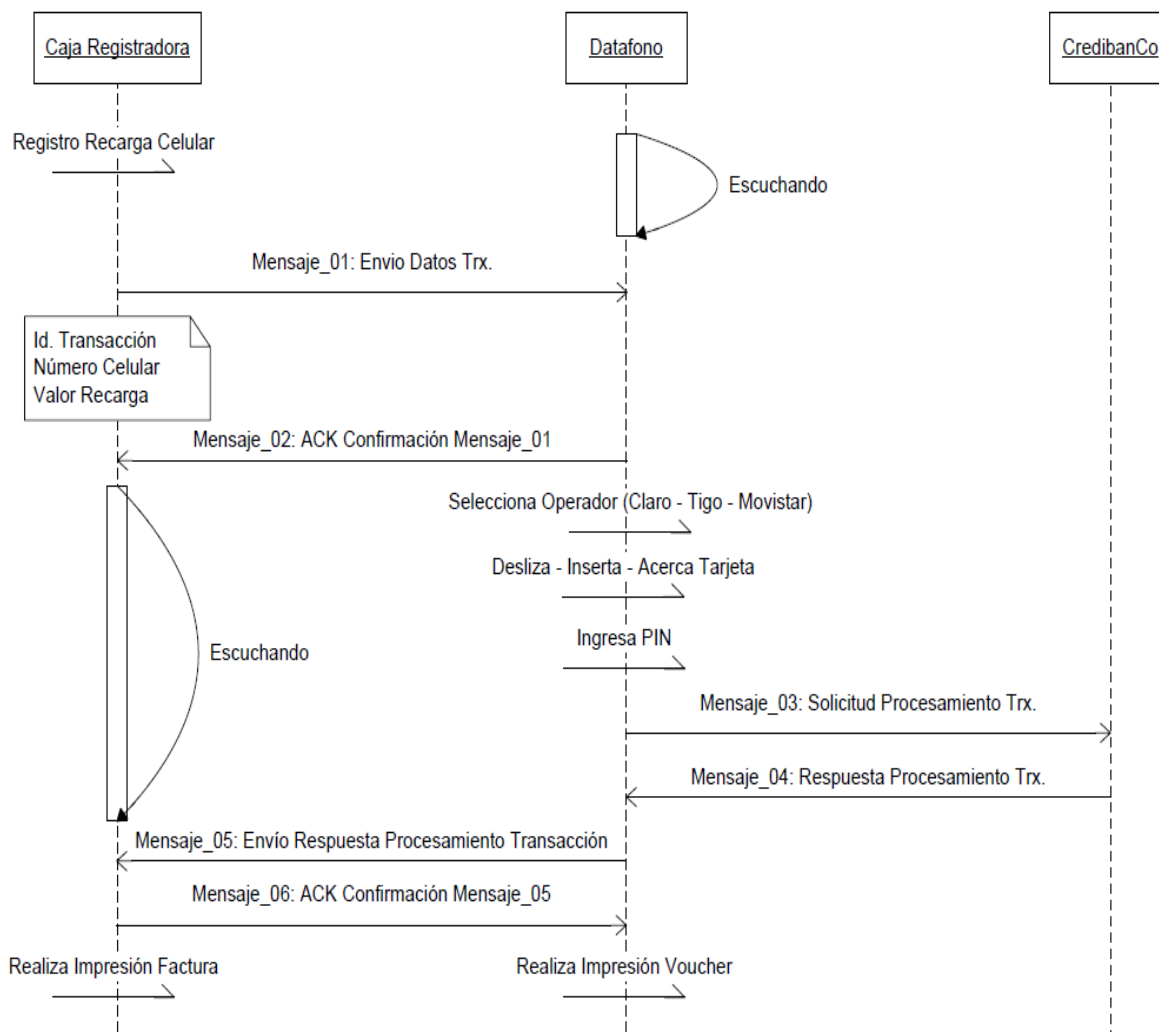 Caja Registradora
Datafono
CredibanCo
Registro Recarga Celular
Escuchando
Mensaje_01: Envio Datos Trx.
Id. Transacción
Número Celular
Valor Recarga
Mensaje_02: ACK Confirmación Mensaje_01
Selecciona Operador (Claro - Tigo - Movistar)
Desliza - Inserta - Acerca Tarjeta
Ingresa PIN
Escuchando
Mensaje_03: Solicitud Procesamiento Trx.
Mensaje_04: Respuesta Procesamiento Trx.
Mensaje_05: Envío Respuesta Procesamiento Transacción
Mensaje_06: ACK Confirmación Mensaje_05
Realiza Impresión Factura
Realiza Impresión Voucher